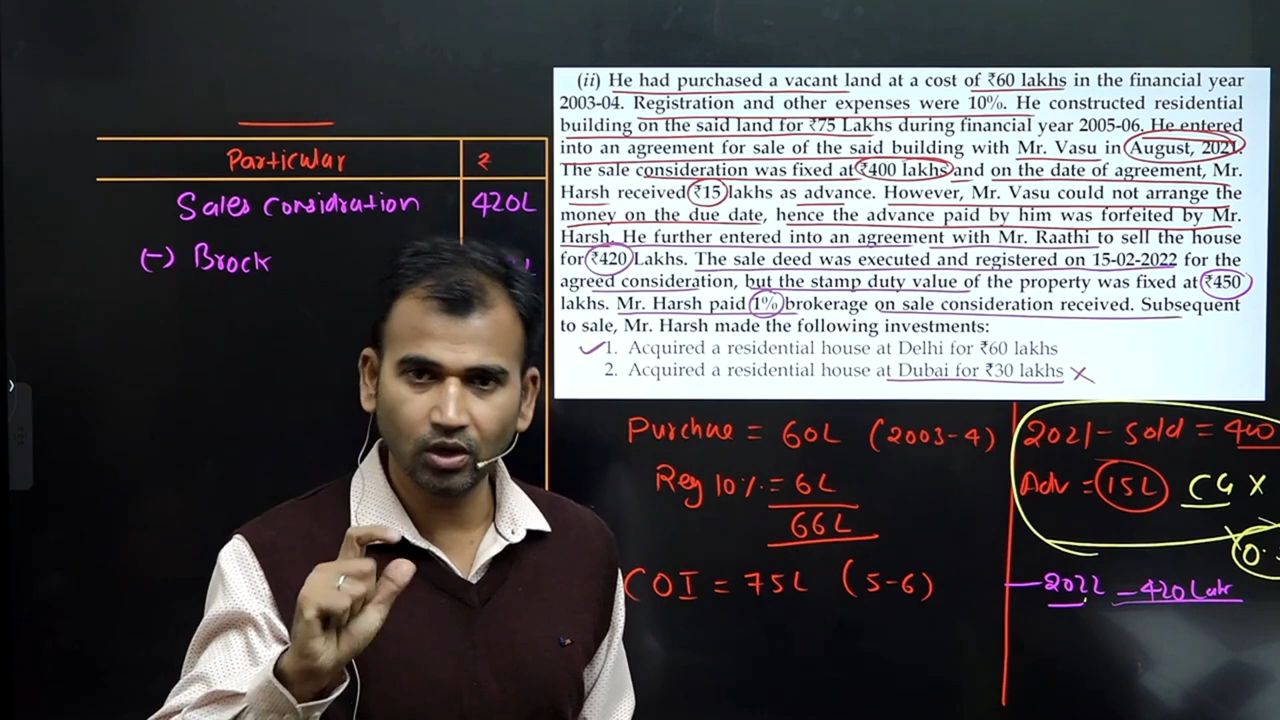 (ii) He had purchased a vacant land at a cost of ₹60 lakhs in the financial year
2003-04. Registration and other expenses were 10%. He constructed residential
building on the said land for ₹75 Lakhs during financial year 2005-06. He entered
into an agreement for sale of the said building with Mr. Vasu in August, 2021.
The sale consideration was fixed at ₹400 lakhs and on the date of agreement, Mr.
Harsh received ₹15 lakhs as advance. However, Mr. Vasu could not arrange the
money on the due date, hence the advance paid by him was forfeited by Mr.
Harsh. He further entered into an agreement with Mr. Raathi to sell the house
for ₹420 Lakhs. The sale deed was executed and registered on 15-02-2022 for the
agreed consideration, but the stamp duty value of the property was fixed at ₹450
lakhs. Mr. Harsh paid 1% brokerage on sale consideration received. Subsequent
to sale, Mr. Harsh made the following investments:
1. Acquired a residential house at Delhi for ₹60 lakhs
2. Acquired a residential house at Dubai for ₹30 lakhs ×
Particular ₹
Sales Considration 420L
(-) Brock
Purchae = 60L (2003-4)
Reg 10% = 6L
66L
COI = 75L (5-6)
2021 - Sold = 400
Adv = 15L CG ×
2022 - 420 Lakr